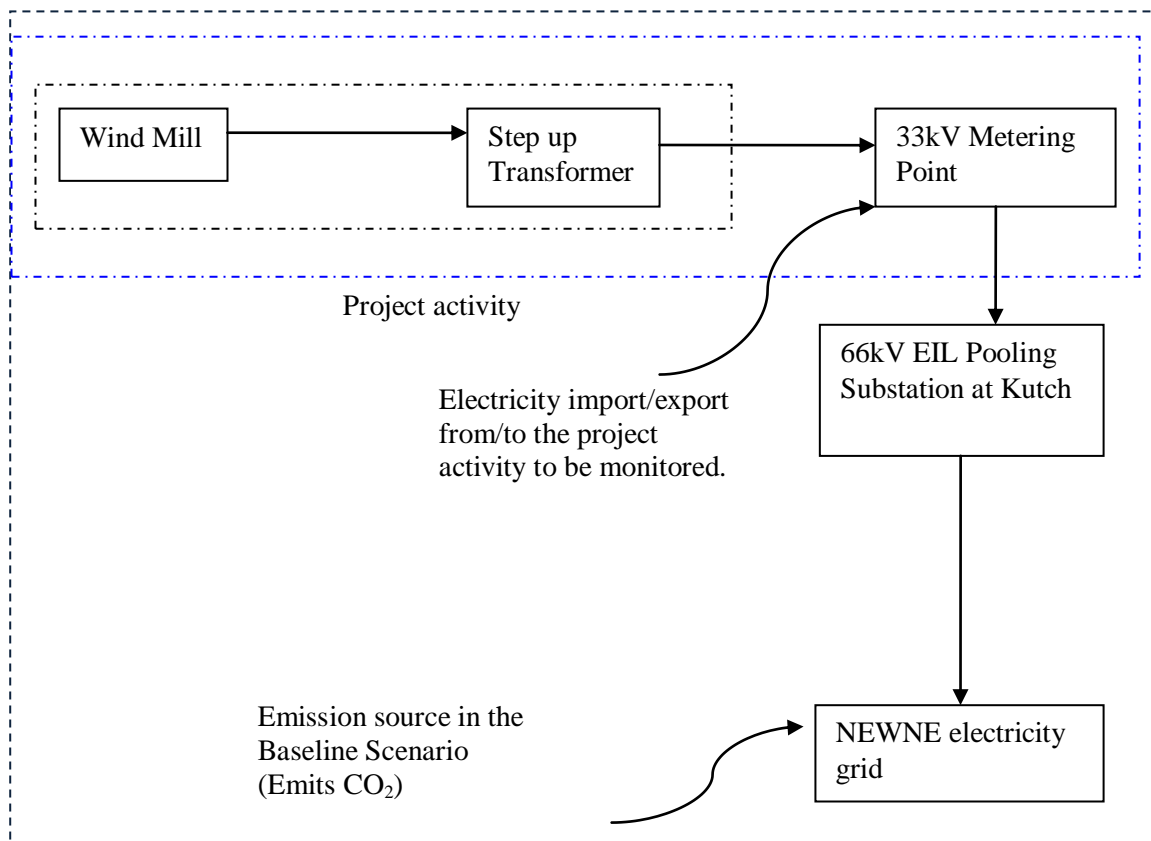 Wind Mill
Step up
Transformer
33kV Metering
Point
Project activity
66kV EIL Pooling
Substation at Kutch
Electricity import/export
from/to the project
activity to be monitored.
Emission source in the
Baseline Scenario
(Emits CO₂)
NEWNE electricity
grid